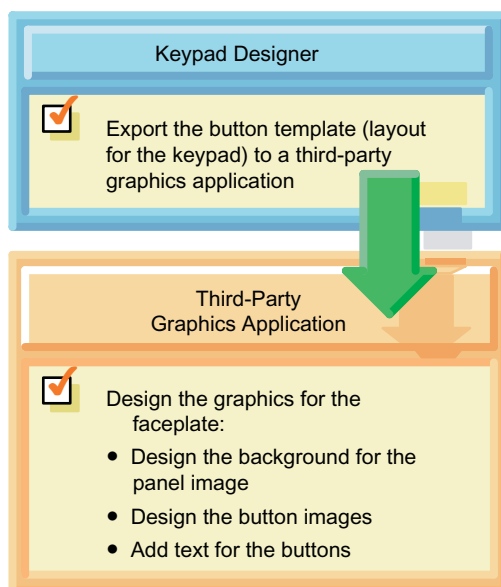 Keypad Designer
Export the button template (layout
for the keypad) to a third-party
graphics application
Third-Party
Graphics Application
Design the graphics for the
faceplate:
• Design the background for the
panel image
• Design the button images
• Add text for the buttons